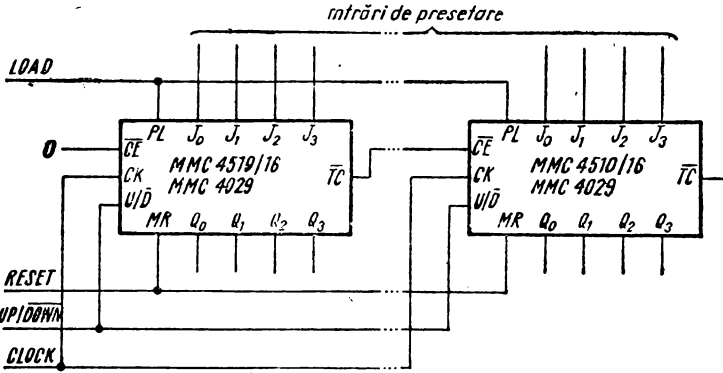 intrări de presetare
...
LOAD
PL J0 J1 J2 J3
PL J0 J1 J2 J3
0
CE
CK
U/D
MMC 4519/16
MMC 4029
TC
CE
CK
U/D
MMC 4510/16
MMC 4029
TC
MR Q0 Q1 Q2 Q3
MR Q0 Q1 Q2 Q3
RESET
UP/DOWN
CLOCK